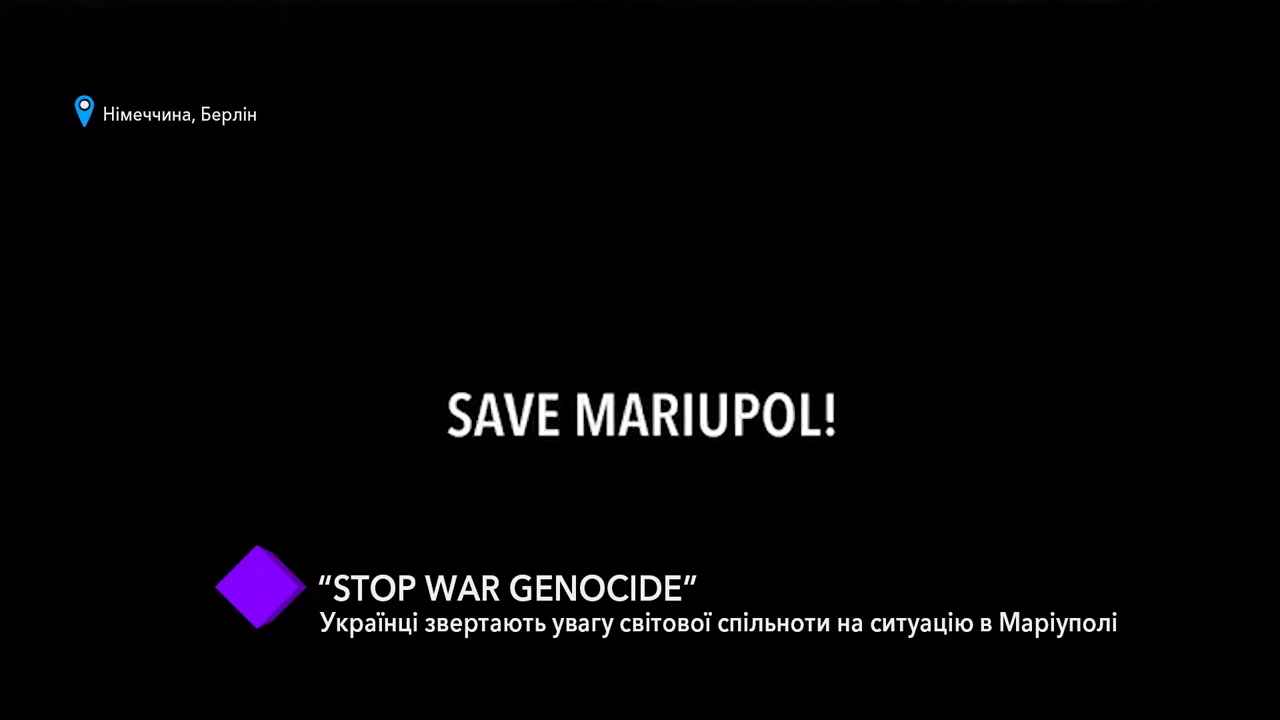 Німеччина, Берлін
SAVE MARIUPOL!
“STOP WAR GENOCIDE”
Українці звертають увагу світової спільноти на ситуацію в Маріуполі